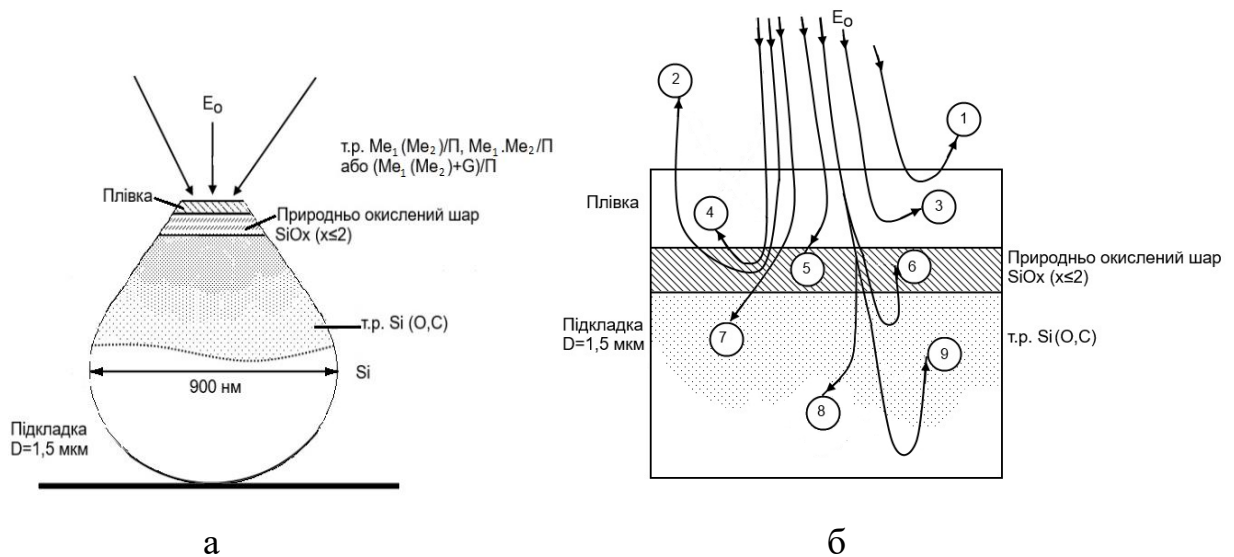 E₀
т.р. Me₁(Me₂)/П, Me₁.Me₂/П
або (Me₁(Me₂)+G)/П
Плівка
Природньо окислений шар
SiOx (x≤2)
т.р. Si (O,C)
Si
900 нм
Підкладка
D=1,5 мкм
а
E₀
2
1
Плівка
3
4
5
6
Природньо окислений шар
SiOx (x≤2)
Підкладка
D=1,5 мкм
7
т.р. Si(O,C)
9
8
б